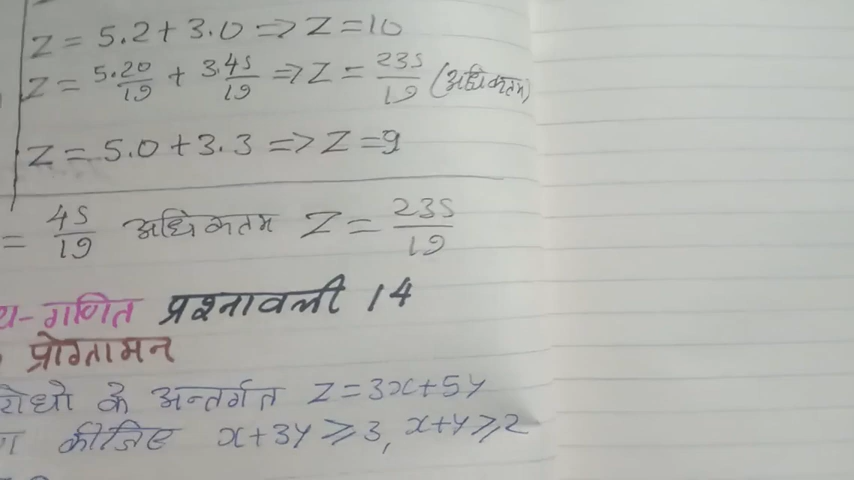 Z = 5.2 + 3.0 => Z = 10
Z = 5.20/19 + 3.45/19 => Z = 235/19 (अधिकतम)
Z = 5.0 + 3.3 => Z = 9
= 45/19 अधिकतम Z = 235/19
गणित प्रश्नावली 14
प्रोग्रामन
के अन्तर्गत Z = 3x + 5y
कीजिए x + 3y ≥ 3, x + y ≥ 2